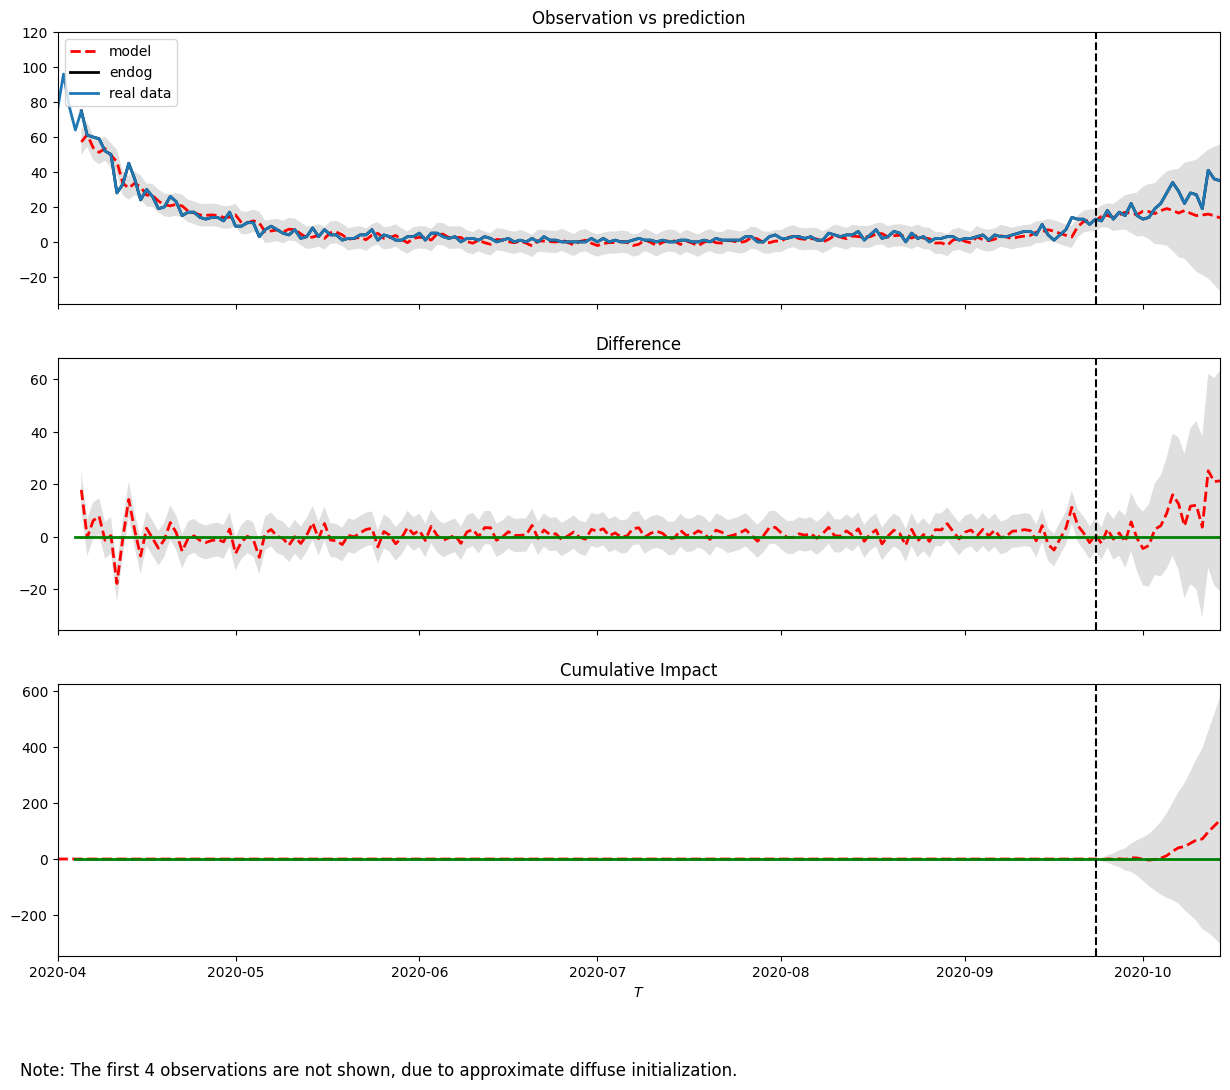 Observation vs prediction
120
100
80
60
40
20
0
−20
model
endog
real data
Difference
60
40
20
0
−20
Cumulative Impact
600
400
200
0
−200
2020-04 2020-05 2020-06 2020-07 2020-08 2020-09 2020-10
T
Note: The first 4 observations are not shown, due to approximate diffuse initialization.